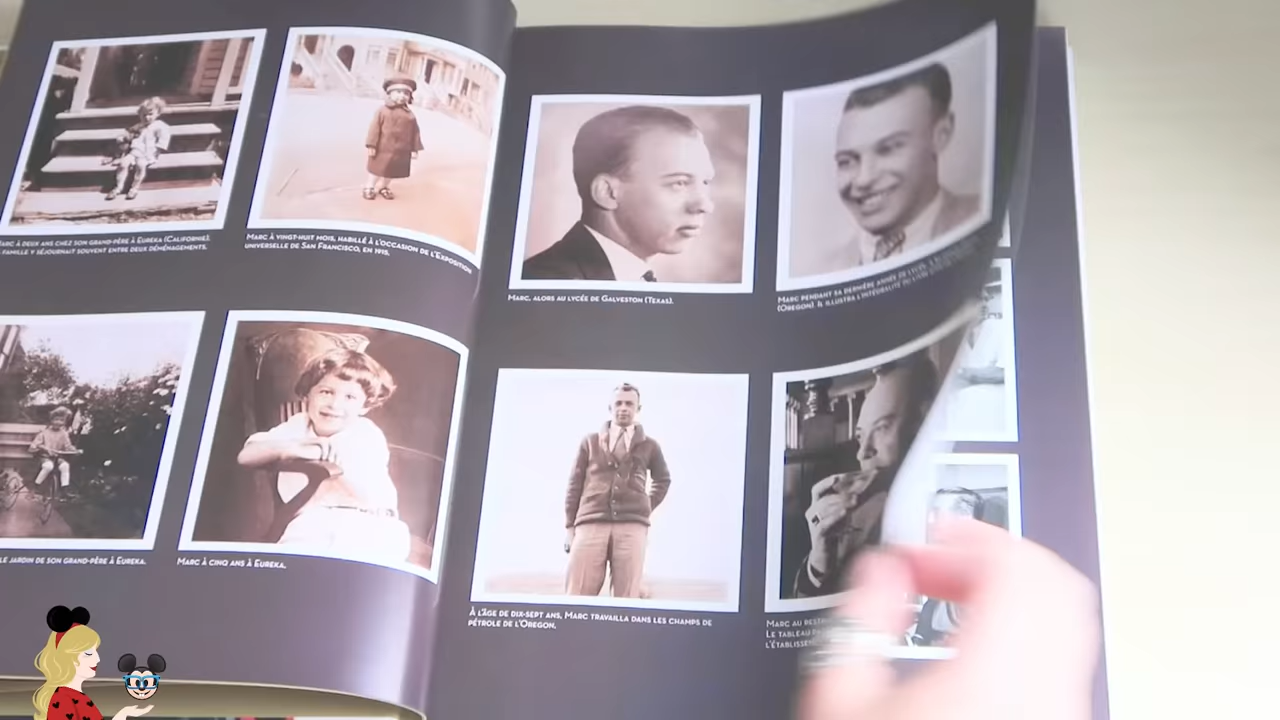 MARC À DEUX ANS CHEZ SON GRAND-PÈRE À EUREKA (CALIFORNIE).
FAMILLE Y SÉJOURNAIT SOUVENT ENTRE DEUX DÉMÉNAGEMENTS.
MARC À VINGT-HUIT MOIS, HABILLÉ À L'OCCASION DE L'EXPOSITION
UNIVERSELLE DE SAN FRANCISCO, EN 1915.
MARC, ALORS AU LYCÉE DE GALVESTON (TEXAS).
MARC PENDANT SA DERNIÈRE ANNÉE DE LYCÉE
(OREGON) IL ILLUSTRA L'INTÉGRALITÉ DU
LE JARDIN DE SON GRAND-PÈRE À EUREKA.
MARC À CINQ ANS À EUREKA.
À L'ÂGE DE DIX-SEPT ANS, MARC TRAVAILLA DANS LES CHAMPS DE
PÉTROLE DE L'OREGON.
MARC AU
LE TABLEAU